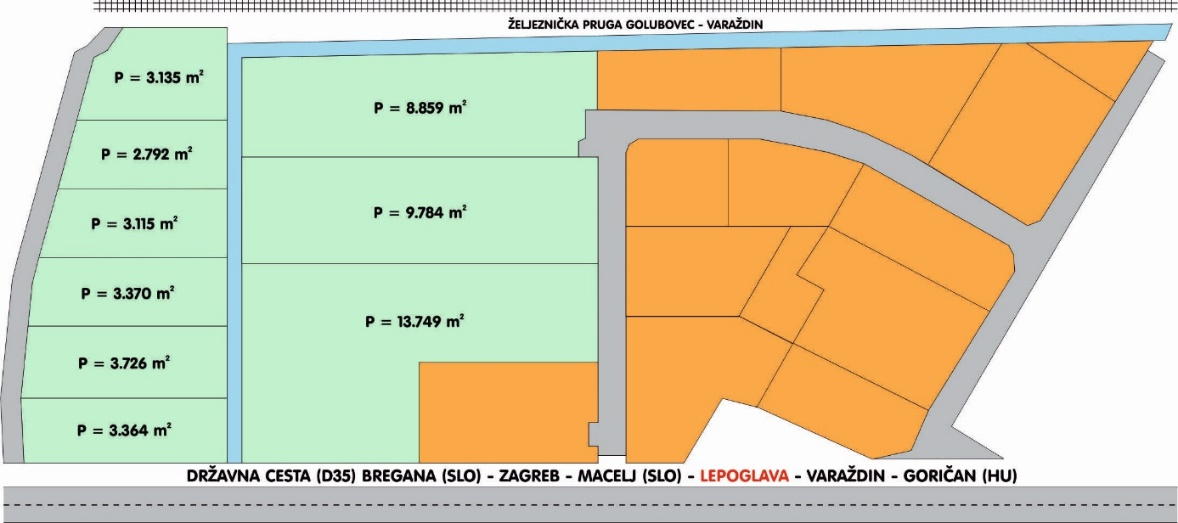 ŽELJEZNIČKA PRUGA GOLUBOVEC - VARAŽDIN
P = 3.135 m²
P = 8.859 m²
P = 2.792 m²
P = 9.784 m²
P = 3.115 m²
P = 3.370 m²
P = 13.749 m²
P = 3.726 m²
P = 3.364 m²
DRŽAVNA CESTA (D35) BREGANA (SLO) - ZAGREB - MACELJ (SLO) - LEPOGLAVA - VARAŽDIN - GORIČAN (HU)